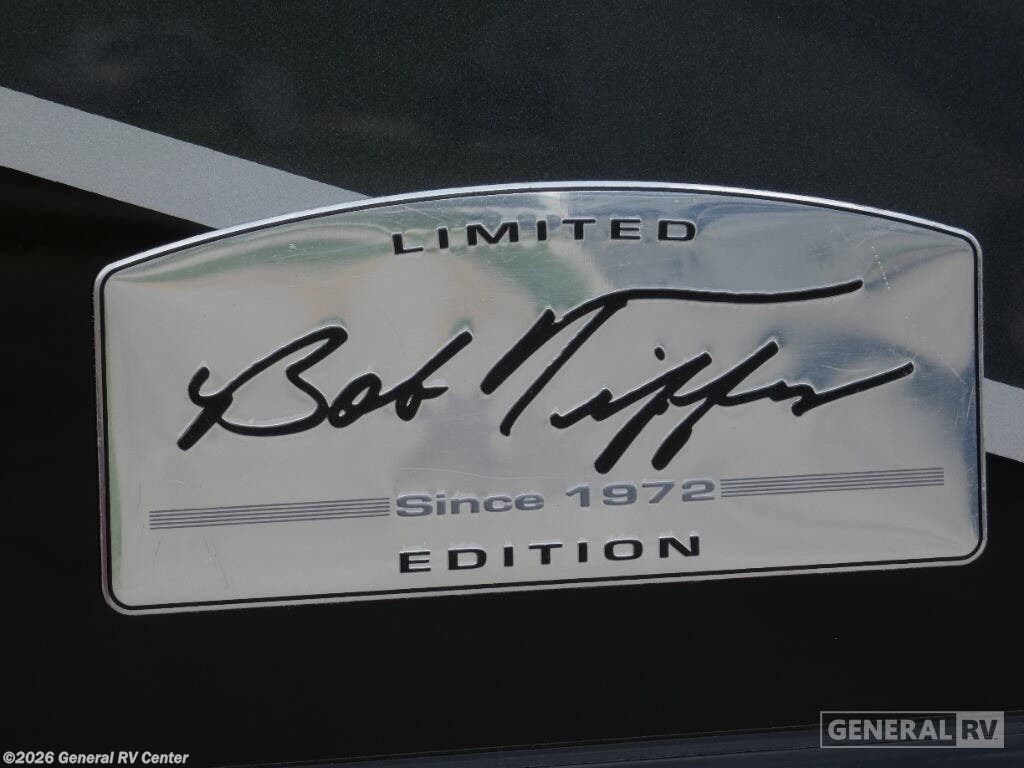 LIMITED
Bob Tiffin
Since 1972
EDITION
GENERAL RV
©2026 General RV Center